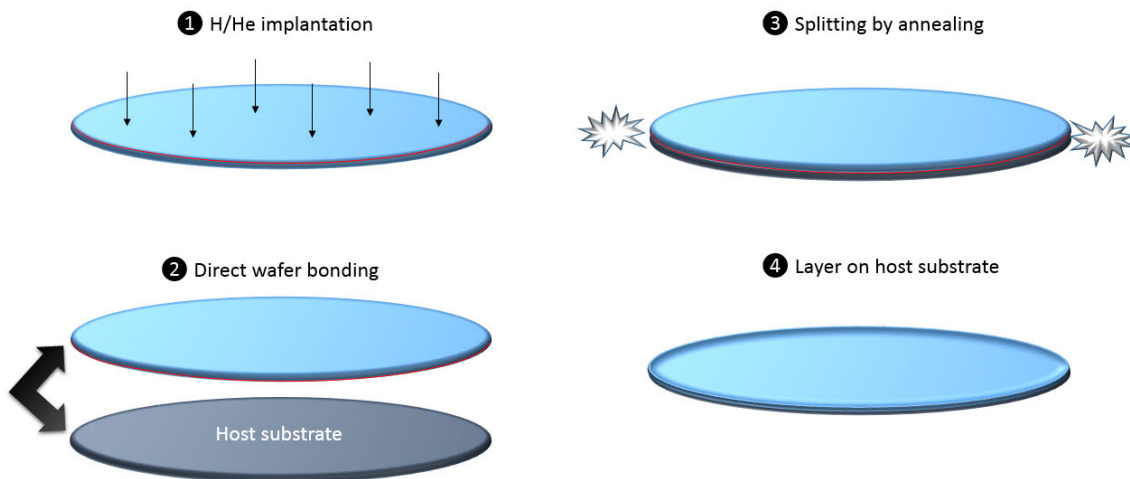 ❶ H/He implantation
❷ Direct wafer bonding
Host substrate
❸ Splitting by annealing
❹ Layer on host substrate